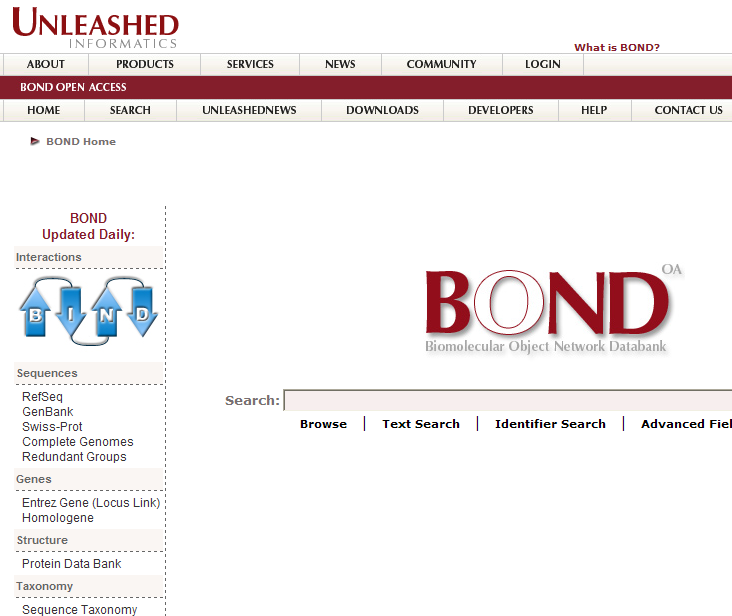 UNLEASHED
INFORMATICS
What is BOND?
ABOUT PRODUCTS SERVICES NEWS COMMUNITY LOGIN
BOND OPEN ACCESS
HOME SEARCH UNLEASHEDNEWS DOWNLOADS DEVELOPERS HELP CONTACT US
BOND Home
BOND
Updated Daily:
Interactions
BIND
Sequences
RefSeq
GenBank
Swiss-Prot
Complete Genomes
Redundant Groups
Genes
Entrez Gene (Locus Link)
Homologene
Structure
Protein Data Bank
Taxonomy
Sequence Taxonomy
BOND OA
Biomolecular Object Network Databank
Search:
Browse | Text Search | Identifier Search | Advanced Fiel